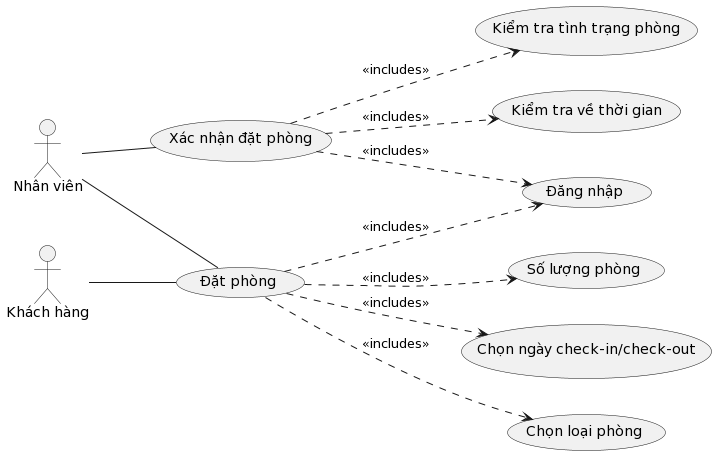 Kiểm tra tình trạng phòng
«includes»
Kiểm tra về thời gian
«includes»
Xác nhận đặt phòng
«includes»
Nhân viên
Đăng nhập
«includes»
Số lượng phòng
«includes»
Đặt phòng
«includes»
Khách hàng
«includes»
Chọn ngày check-in/check-out
Chọn loại phòng